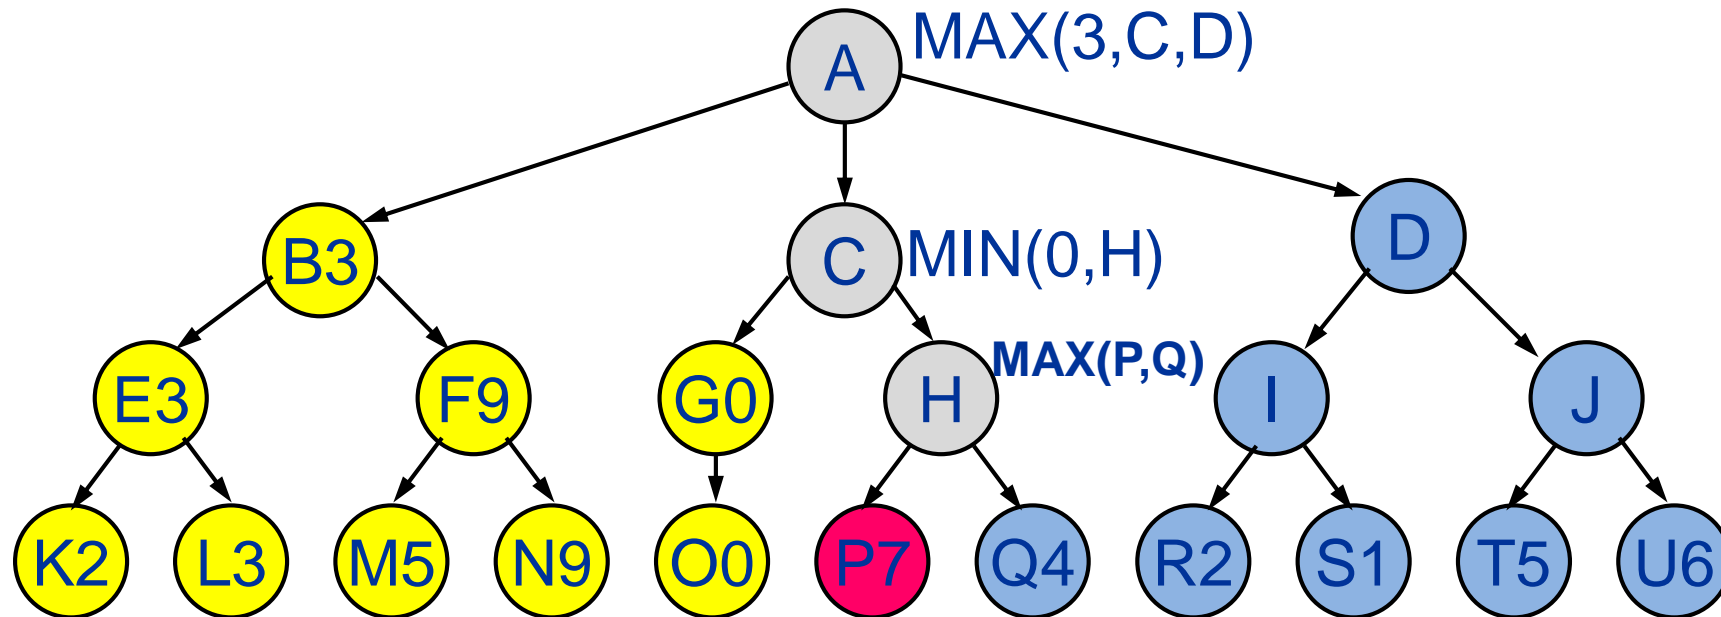 A MAX(3,C,D)
B3 C MIN(0,H) D
E3 F9 G0 H MAX(P,Q) I J
K2 L3 M5 N9 O0 P7 Q4 R2 S1 T5 U6